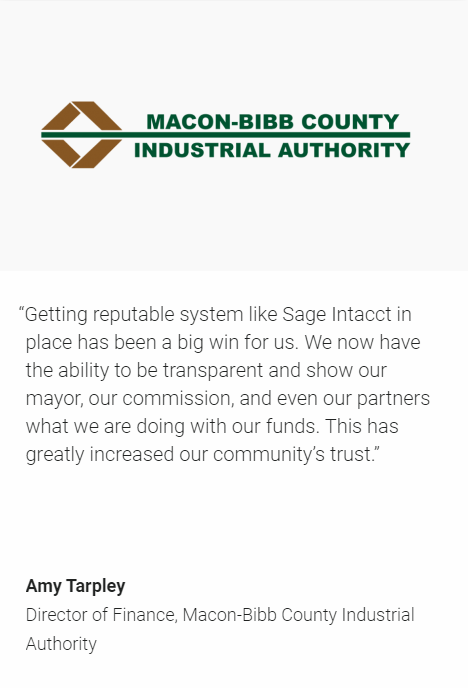 MACON-BIBB COUNTY
INDUSTRIAL AUTHORITY
“Getting reputable system like Sage Intacct in
place has been a big win for us. We now have
the ability to be transparent and show our
mayor, our commission, and even our partners
what we are doing with our funds. This has
greatly increased our community’s trust.”
Amy Tarpley
Director of Finance, Macon-Bibb County Industrial
Authority